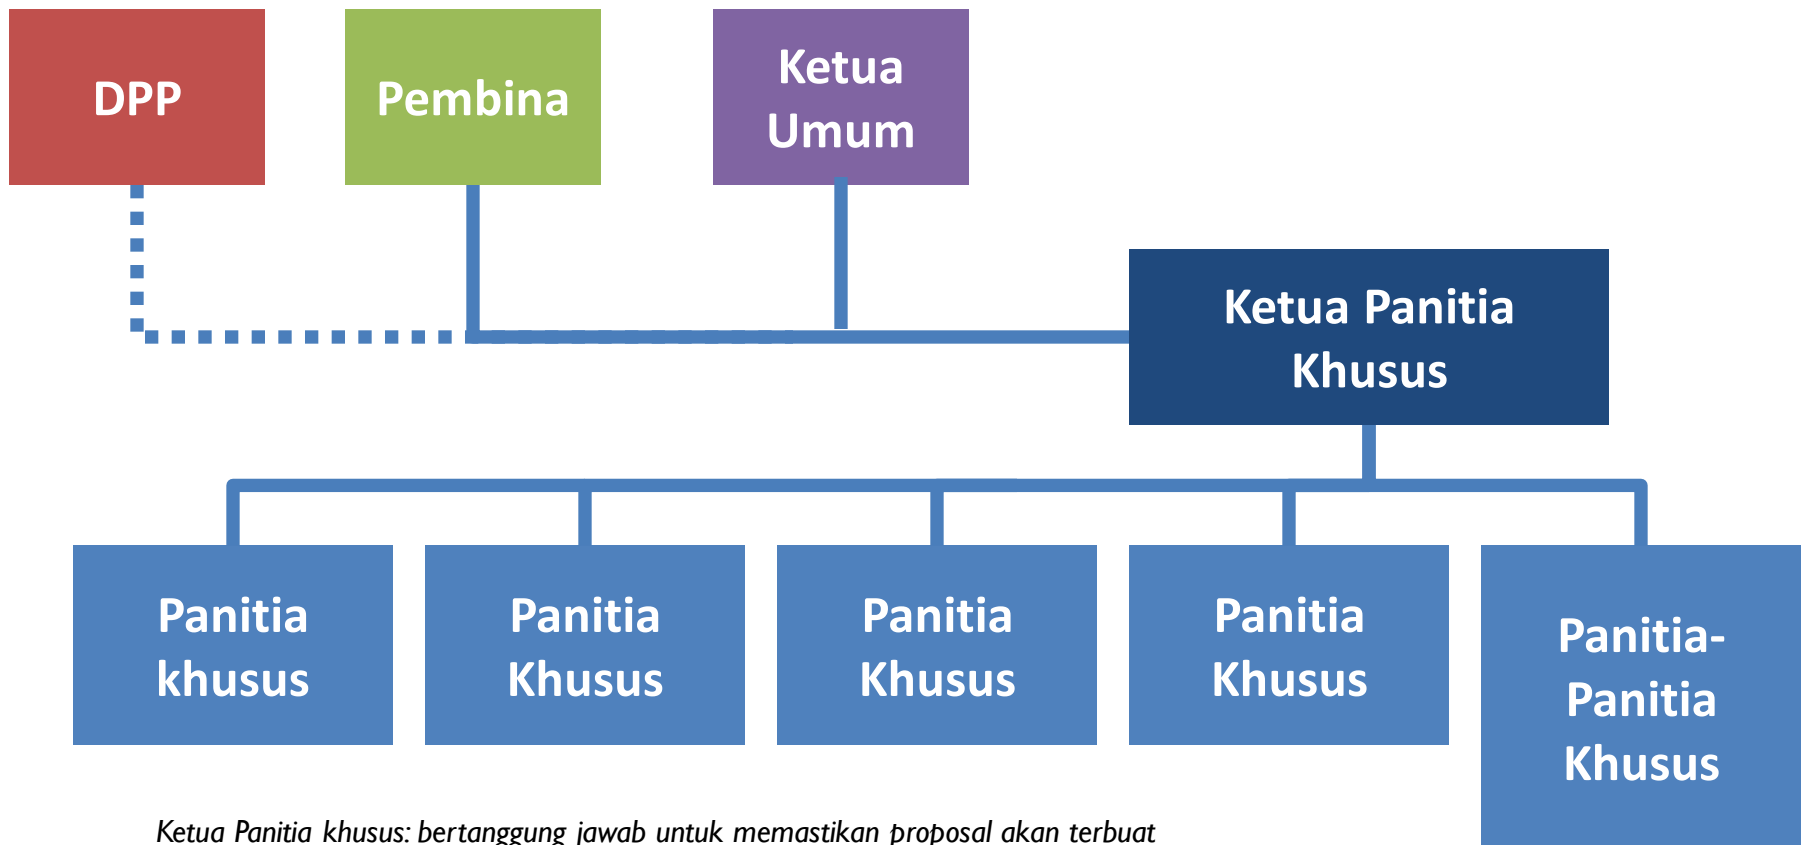 DPP
Pembina
Ketua
Umum
Ketua Panitia
Khusus
Panitia
khusus
Panitia
Khusus
Panitia
Khusus
Panitia
Khusus
Panitia-
Panitia
Khusus
Ketua Panitia khusus: bertanggung jawab untuk memastikan proposal akan terbuat